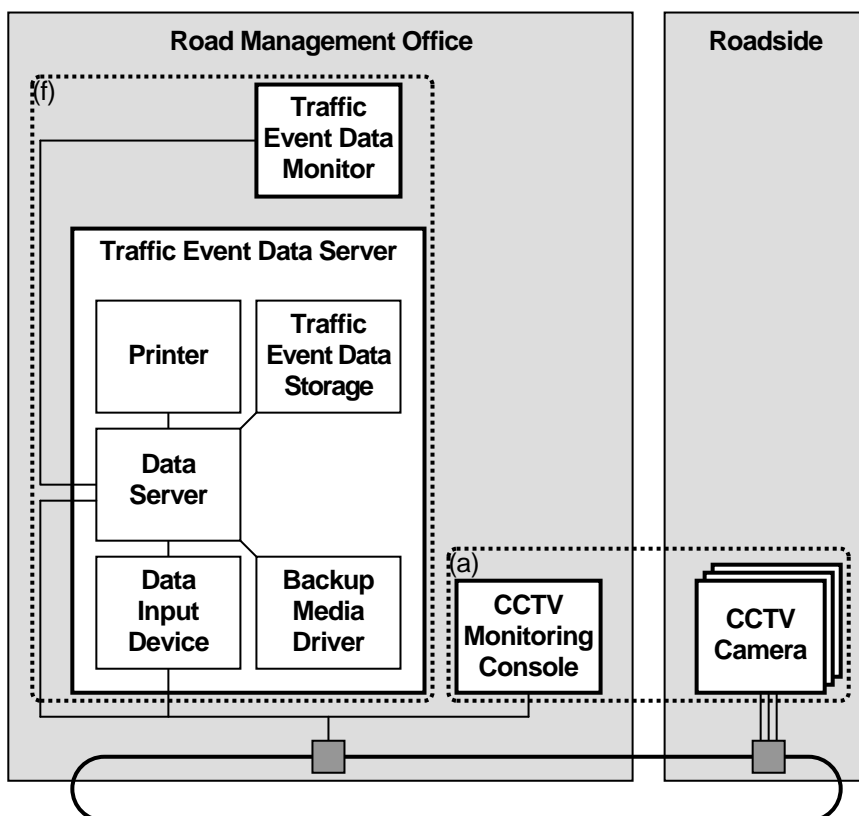 Road Management Office
Roadside
(f)
Traffic
Event Data
Monitor
Traffic Event Data Server
Printer
Traffic
Event Data
Storage
Data
Server
Data
Input
Device
Backup
Media
Driver
(a)
CCTV
Monitoring
Console
CCTV
Camera